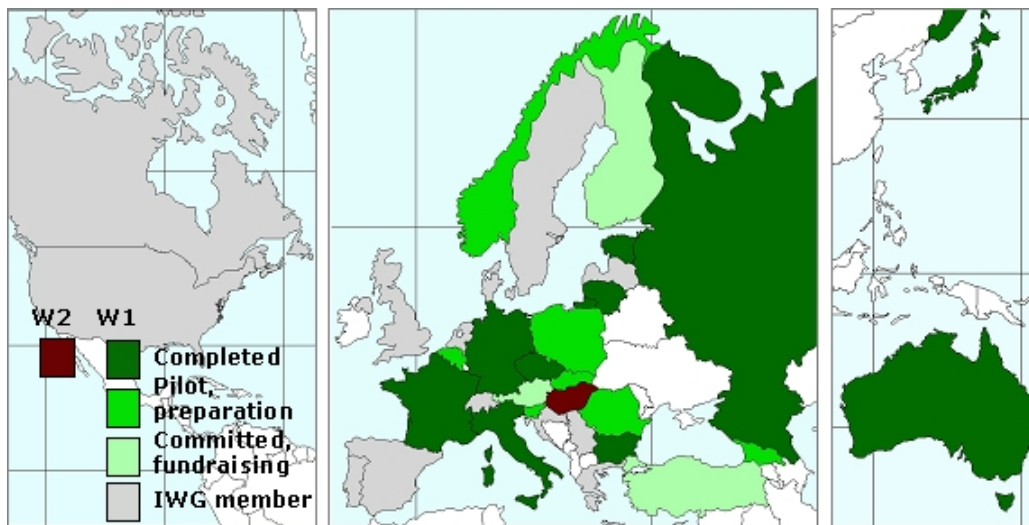 W2 W1
Completed
Pilot,
preparation
Committed,
fundraising
IWG member